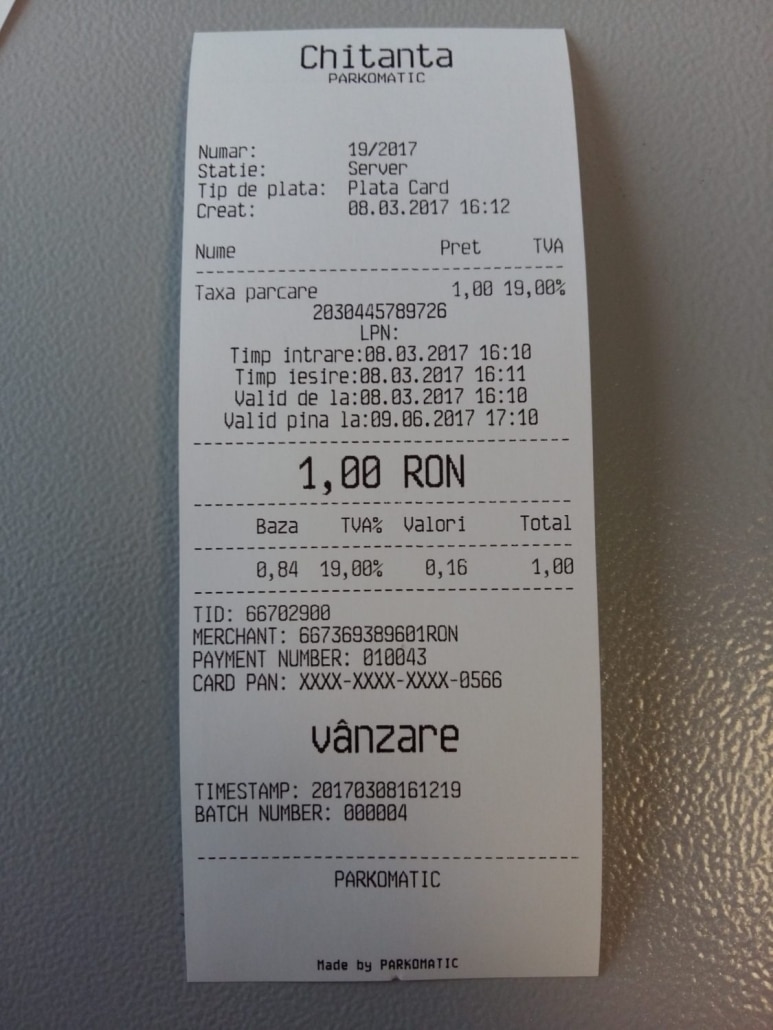 Chitanta
PARKOMATIC
Numar: 19/2017
Statie: Server
Tip de plata: Plata Card
Creat: 08.03.2017 16:12
Nume Pret TVA
Taxa parcare 1,00 19,00%
2030445789726
LPN:
Timp intrare:08.03.2017 16:10
Timp iesire:08.03.2017 16:11
Valid de la:08.03.2017 16:10
Valid pina la:09.06.2017 17:10
1,00 RON
Baza TVA% Valori Total
0,84 19,00% 0,16 1,00
TID: 66702900
MERCHANT: 667369389601RON
PAYMENT NUMBER: 010043
CARD PAN: XXXX-XXXX-XXXX-0566
vânzare
TIMESTAMP: 20170308161219
BATCH NUMBER: 000004
PARKOMATIC
Made by PARKOMATIC